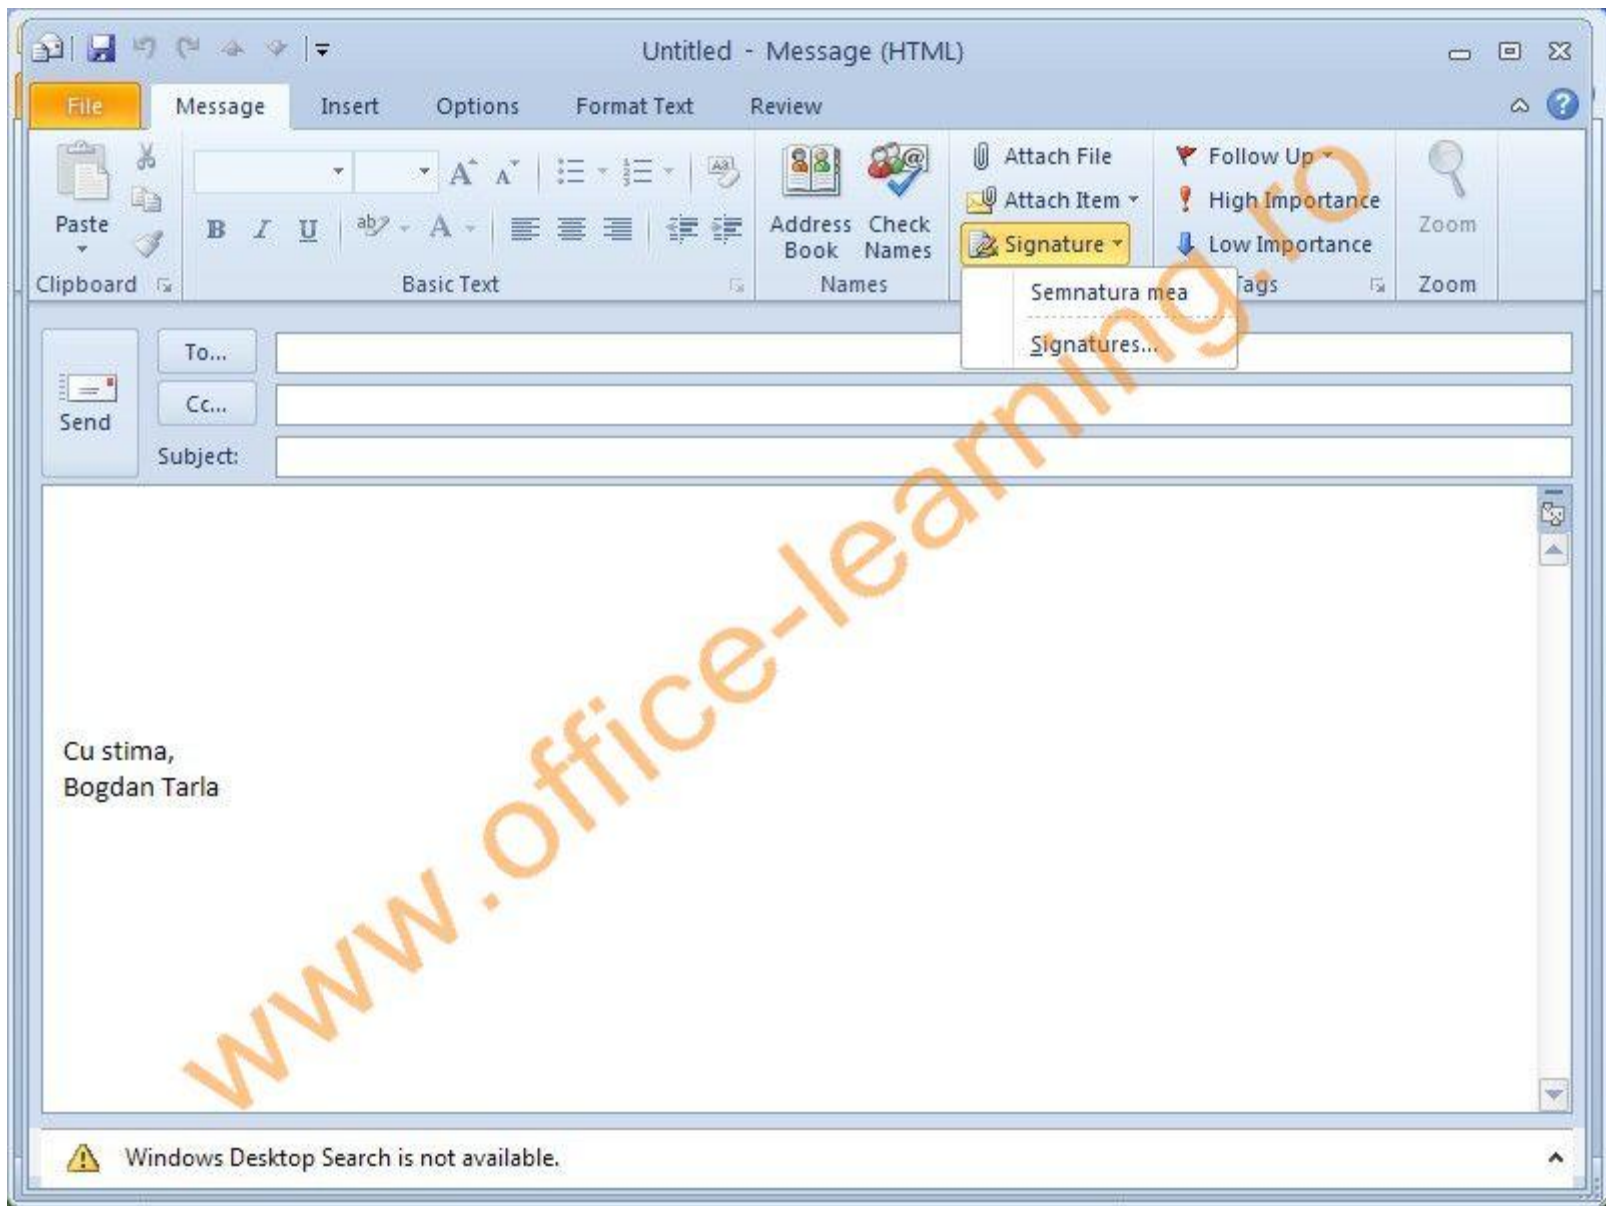 Untitled - Message (HTML)
File Message Insert Options Format Text Review
Paste
Clipboard
B I U
Basic Text
Address Book
Check Names
Names
Attach File
Attach Item
Signature
Semnatura mea
Signatures...
Follow Up
High Importance
Low Importance
Tags
Zoom
Zoom
Send
To...
Cc...
Subject:
Cu stima,
Bogdan Tarla
www.office-learning.ro
Windows Desktop Search is not available.